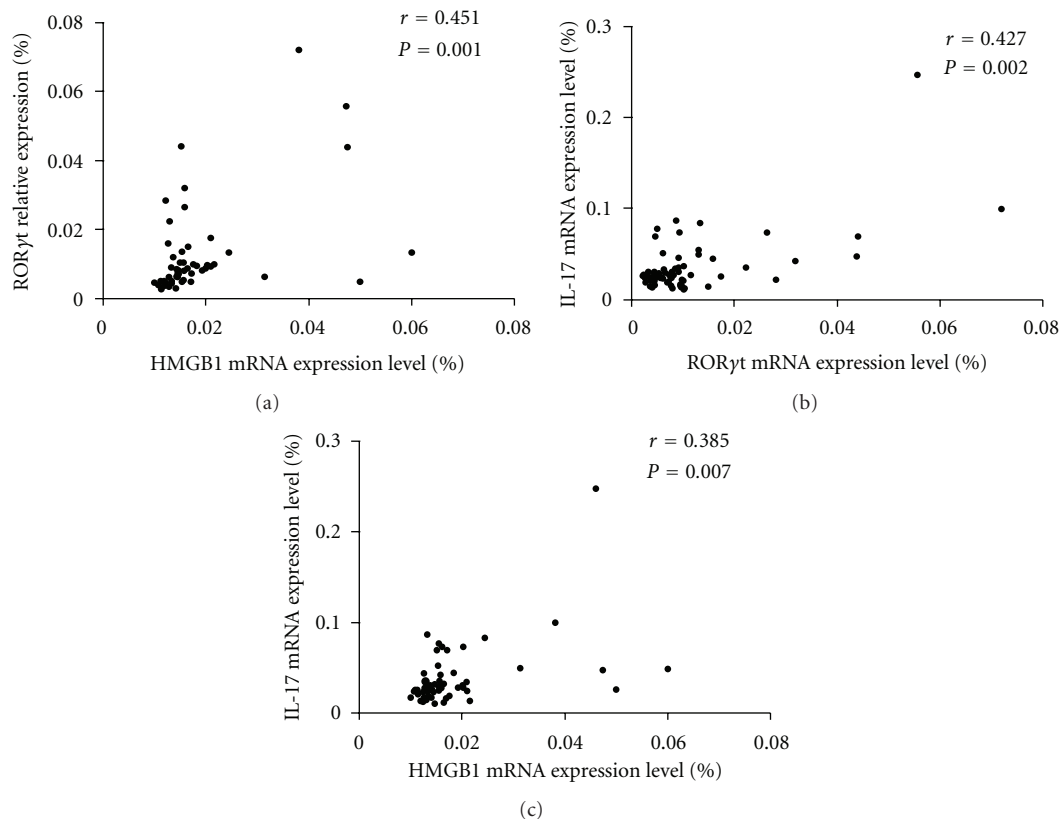 r = 0.451
P = 0.001
RORγt relative expression (%)
0.08
0.06
0.04
0.02
0
0 0.02 0.04 0.06 0.08
HMGB1 mRNA expression level (%)
(a)
r = 0.427
P = 0.002
IL-17 mRNA expression level (%)
0.3
0.2
0.1
0
0 0.02 0.04 0.06 0.08
RORγt mRNA expression level (%)
(b)
r = 0.385
P = 0.007
IL-17 mRNA expression level (%)
0.3
0.2
0.1
0
0 0.02 0.04 0.06 0.08
HMGB1 mRNA expression level (%)
(c)